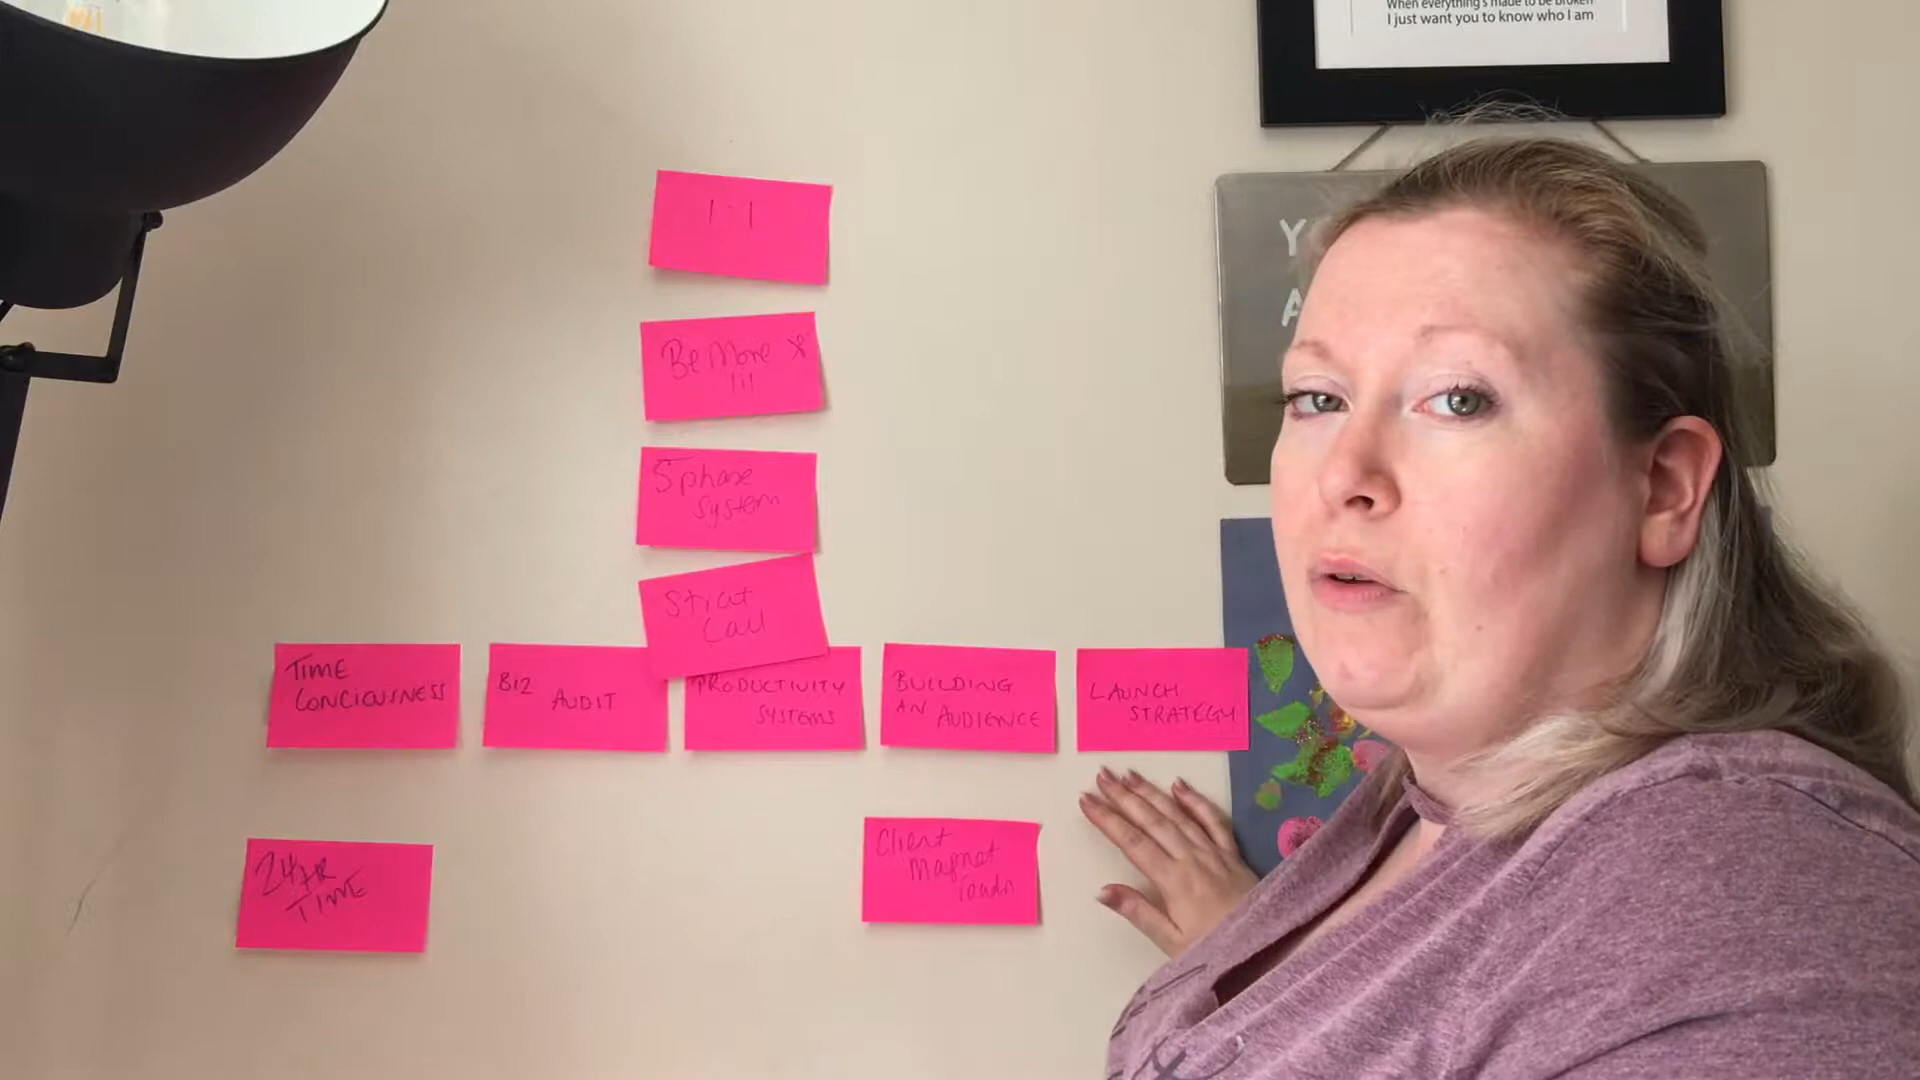 When everything's made to be broken
I just want you to know who I am
1:1
Be More
5 phase
System
Strat
Call
TIME
CONCIOUSNESS
BIZ
AUDIT
PRODUCTIVITY
SYSTEMS
BUILDING
AN AUDIENCE
LAUNCH
STRATEGY
24HR
TIME
Client
Magnet